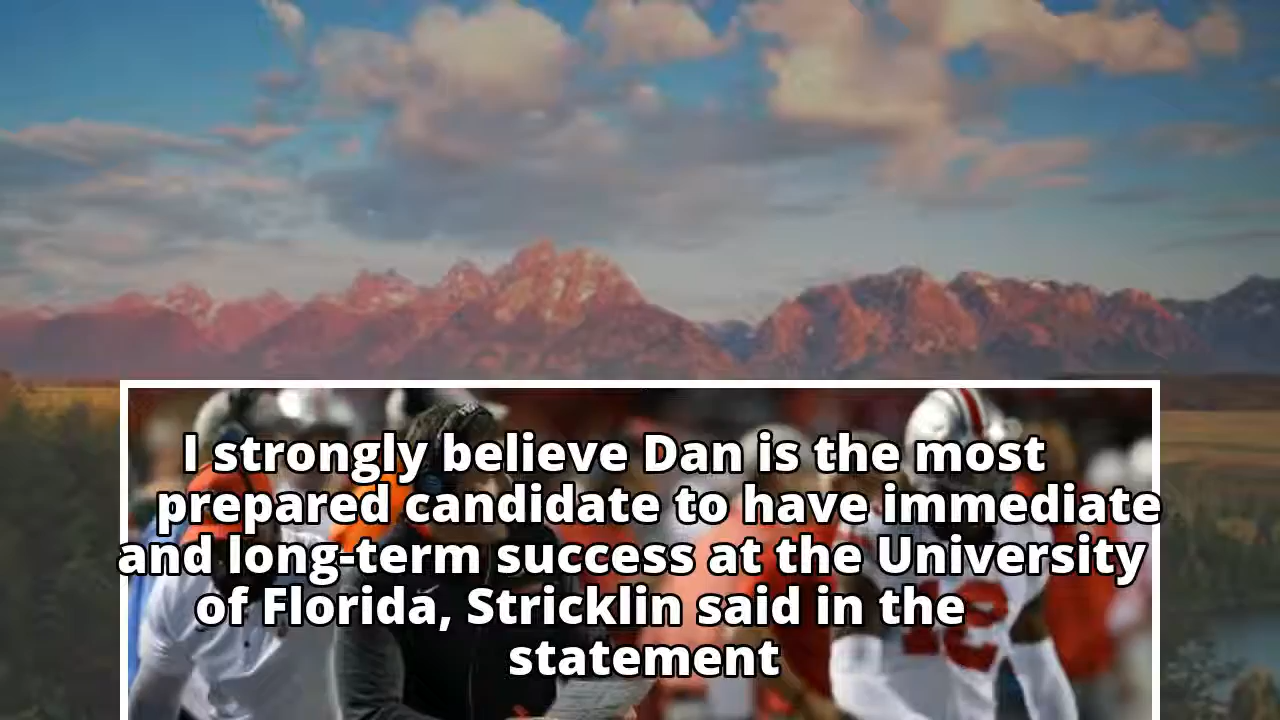 I strongly believe Dan is the most
prepared candidate to have immediate
and long-term success at the University
of Florida, Stricklin said in the
statement
12